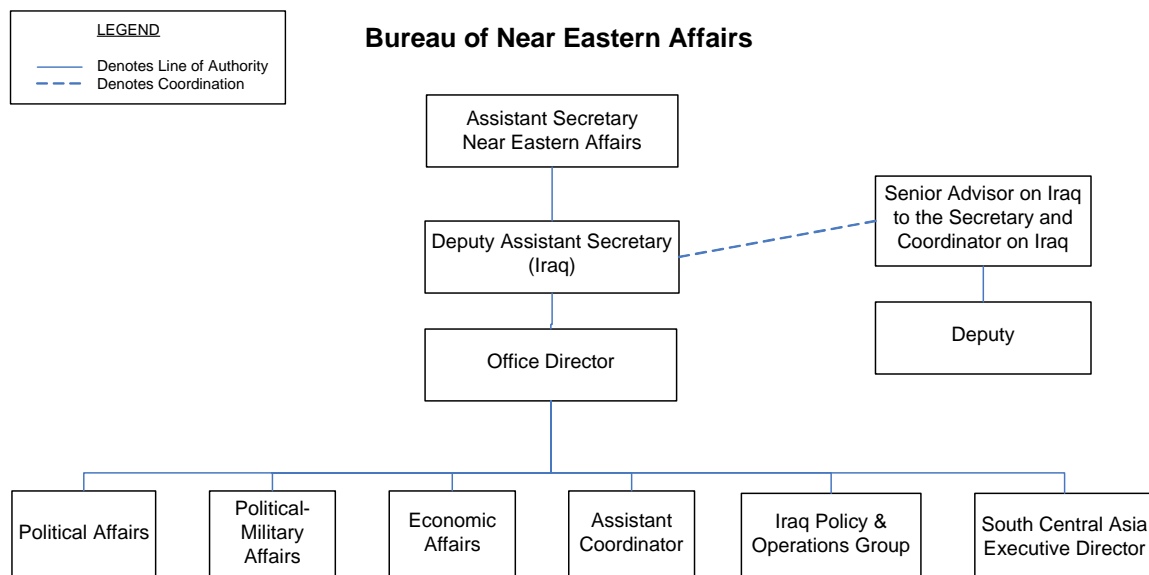 LEGEND
Denotes Line of Authority
Denotes Coordination
Bureau of Near Eastern Affairs
Assistant Secretary
Near Eastern Affairs
Senior Advisor on Iraq
to the Secretary and
Coordinator on Iraq
Deputy Assistant Secretary
(Iraq)
Deputy
Office Director
Political Affairs
Political-
Military
Affairs
Economic
Affairs
Assistant
Coordinator
Iraq Policy &
Operations Group
South Central Asia
Executive Director